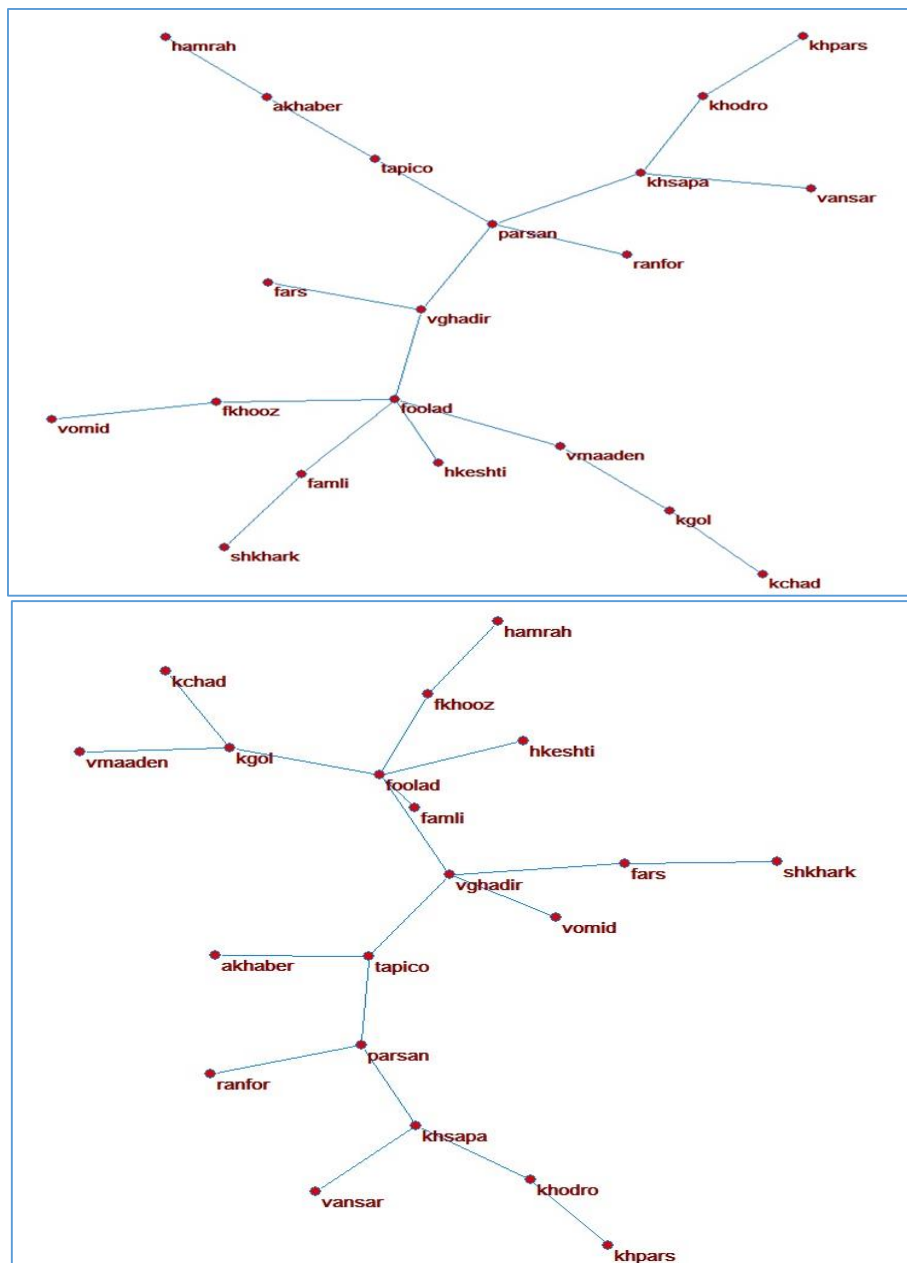 hamrah
khpars
akhaber
khodro
tapico
khsapa
vansar
parsan
ranfor
fars
vghadir
fkhooz
foolad
vomid
vmaaden
hkeshti
famli
kgol
shkhark
kchad
hamrah
kchad
fkhooz
hkeshti
vmaaden
kgol
foolad
famli
shkhark
fars
vghadir
vomid
akhaber
tapico
parsan
ranfor
khsapa
khodro
vansar
khpars